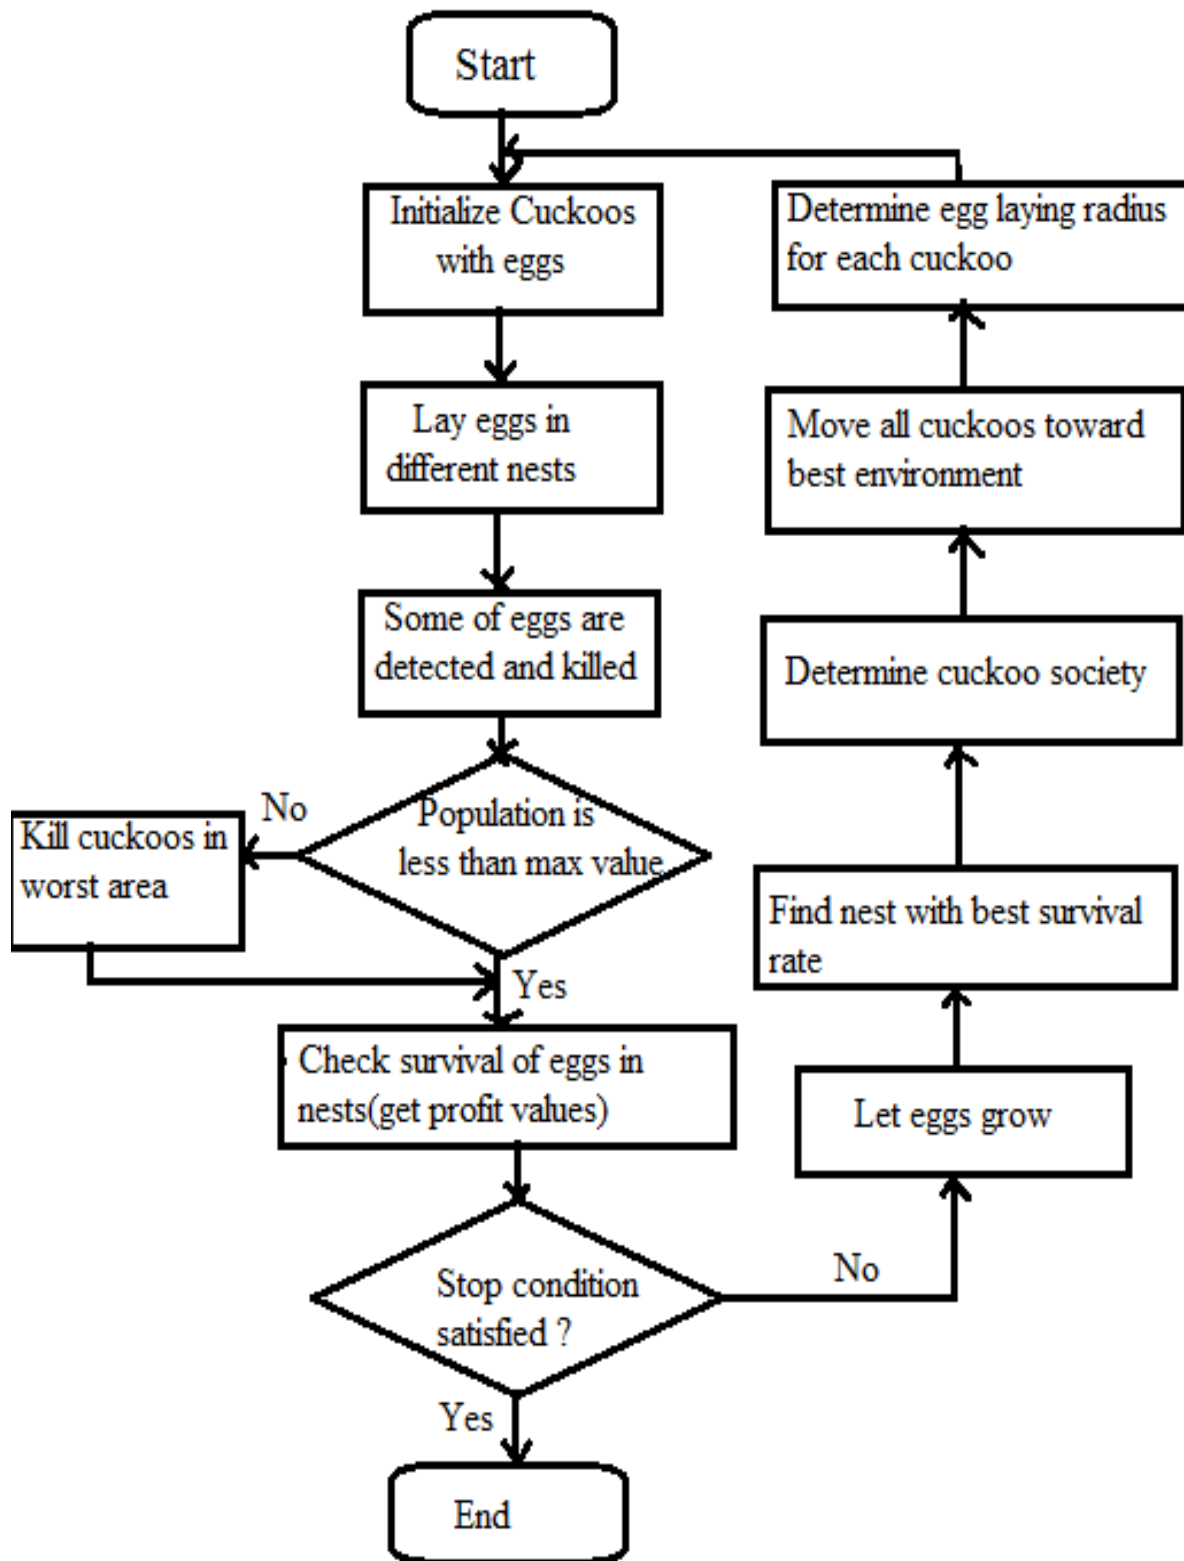 Start
Initialize Cuckoos
with eggs
Lay eggs in
different nests
Some of eggs are
detected and killed
Population is
less than max value
No
Kill cuckoos in
worst area
Yes
Check survival of eggs in
nests(get profit values)
Stop condition
satisfied ?
Yes
End
No
Let eggs grow
Find nest with best survival
rate
Determine cuckoo society
Move all cuckoos toward
best environment
Determine egg laying radius
for each cuckoo